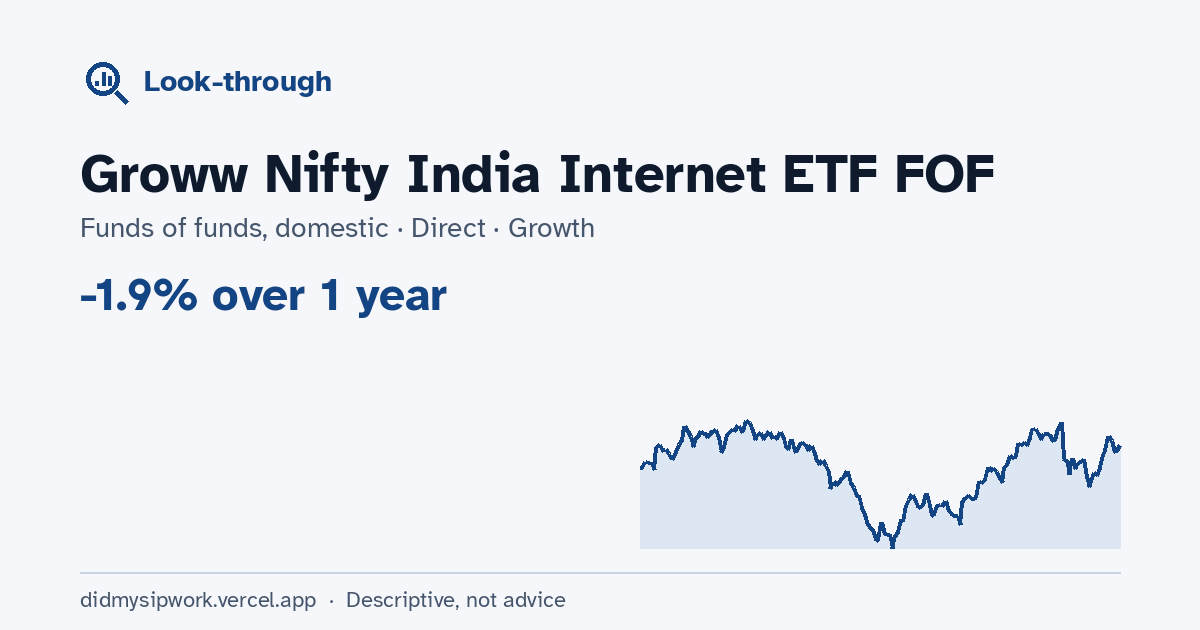 Look-through
Groww Nifty India Internet ETF FOF
Funds of funds, domestic · Direct · Growth
-1.9% over 1 year
didmysipwork.vercel.app · Descriptive, not advice